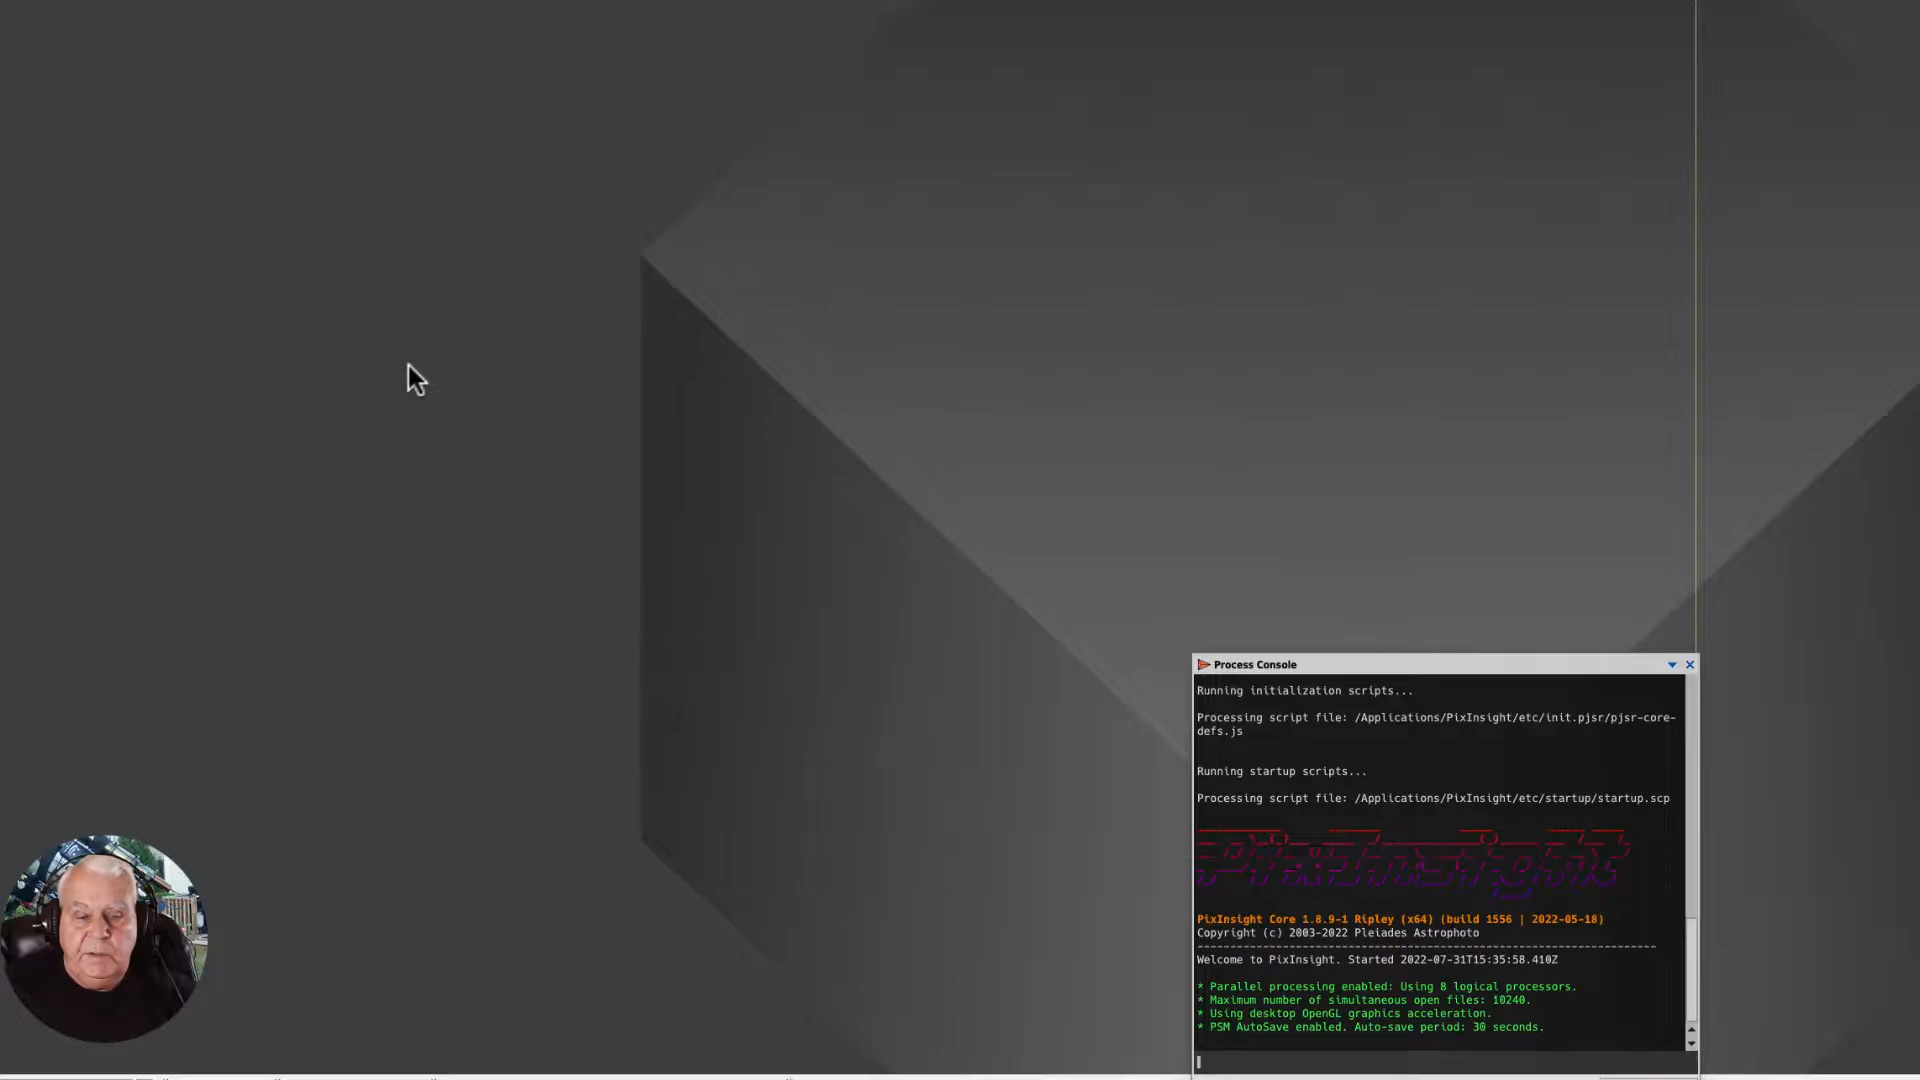 Process Console
Running initialization scripts...
Processing script file: /Applications/PixInsight/etc/init.pjsr/pjsr-core-
defs.js
Running startup scripts...
Processing script file: /Applications/PixInsight/etc/startup/startup.scp
PixInsight
PixInsight Core 1.8.9-1 Ripley (x64) (build 1556 | 2022-05-18)
Copyright (c) 2003-2022 Pleiades Astrophoto
--------------------------------------------------------------------
Welcome to PixInsight. Started 2022-07-31T15:35:58.410Z
* Parallel processing enabled: Using 8 logical processors.
* Maximum number of simultaneous open files: 10240.
* Using desktop OpenGL graphics acceleration.
* PSM AutoSave enabled. Auto-save period: 30 seconds.